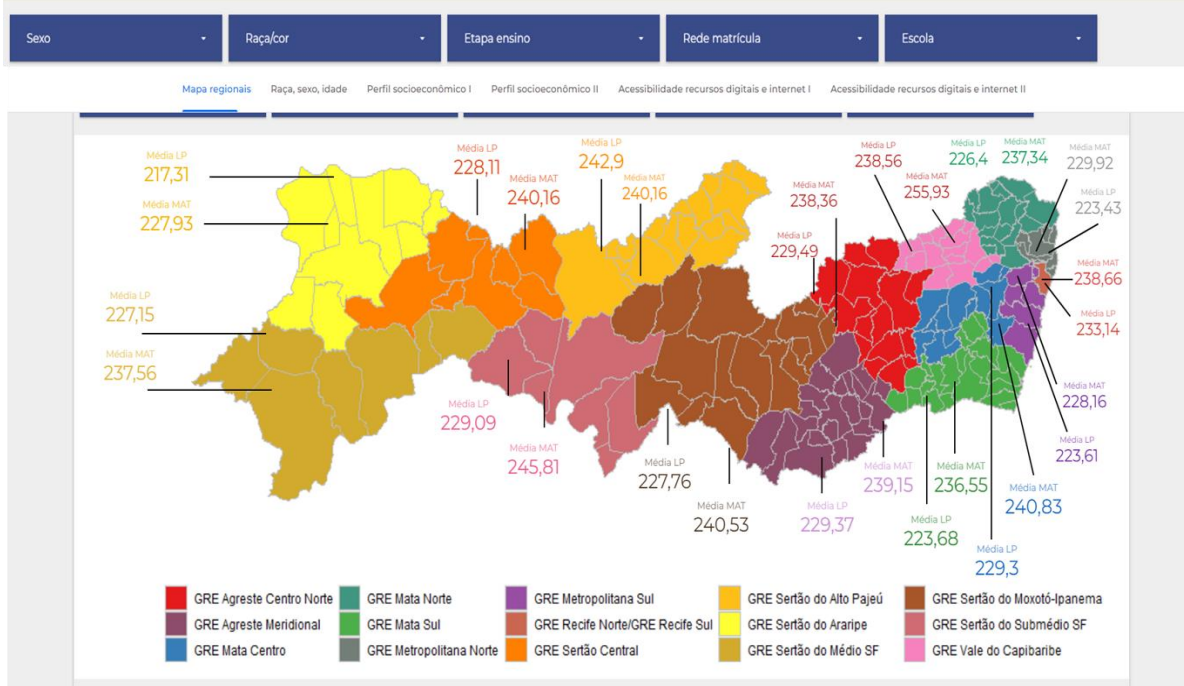 Sexo
Raça/cor
Etapa ensino
Rede matrícula
Escola
Mapa regionais
Raça, sexo, idade
Perfil socioeconômico I
Perfil socioeconômico II
Acessibilidade recursos digitais e internet I
Acessibilidade recursos digitais e internet II
Média LP
217,31
Média MAT
227,93
Média LP
227,15
Média MAT
237,56
Média LP
228,11
Média MAT
240,16
Média LP
242,9
Média MAT
240,16
Média MAT
238,36
229,49
Média LP
238,56
Média MAT
255,93
Média LP
226,4
Média MAT
237,34
Média MAT
229,92
Média LP
223,43
Média MAT
238,66
Média LP
233,14
Média MAT
228,16
Média LP
223,61
Média LP
229,09
Média MAT
245,81
Média LP
227,76
Média MAT
240,53
Média LP
229,37
Média MAT
239,15
Média LP
223,68
Média MAT
236,55
Média MAT
240,83
Média LP
229,3
GRE Agreste Centro Norte
GRE Agreste Meridional
GRE Mata Centro
GRE Mata Norte
GRE Mata Sul
GRE Metropolitana Norte
GRE Metropolitana Sul
GRE Recife Norte/GRE Recife Sul
GRE Sertão Central
GRE Sertão do Alto Pajeú
GRE Sertão do Araripe
GRE Sertão do Médio SF
GRE Sertão do Moxotó-Ipanema
GRE Sertão do Submédio SF
GRE Vale do Capibaribe